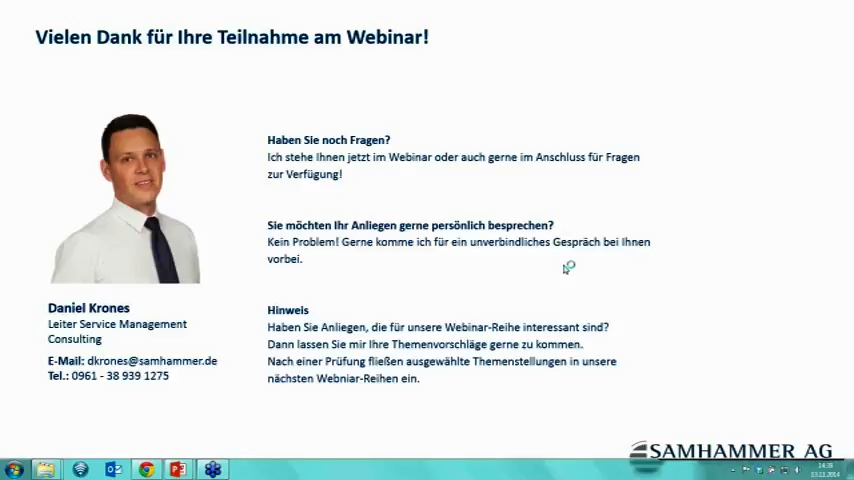 Vielen Dank für Ihre Teilnahme am Webinar!
Haben Sie noch Fragen?
Ich stehe Ihnen jetzt im Webinar oder auch gerne im Anschluss für Fragen
zur Verfügung!
Sie möchten Ihr Anliegen gerne persönlich besprechen?
Kein Problem! Gerne komme ich für ein unverbindliches Gespräch bei Ihnen
vorbei.
Daniel Krones
Leiter Service Management
Consulting
E-Mail: dkrones@samhammer.de
Tel.: 0961 - 38 939 1275
Hinweis
Haben Sie Anliegen, die für unsere Webinar-Reihe interessant sind?
Dann lassen Sie mir Ihre Themenvorschläge gerne zu kommen.
Nach einer Prüfung fließen ausgewählte Themenstellungen in unsere
nächsten Webniar-Reihen ein.
SAMHAMMER AG